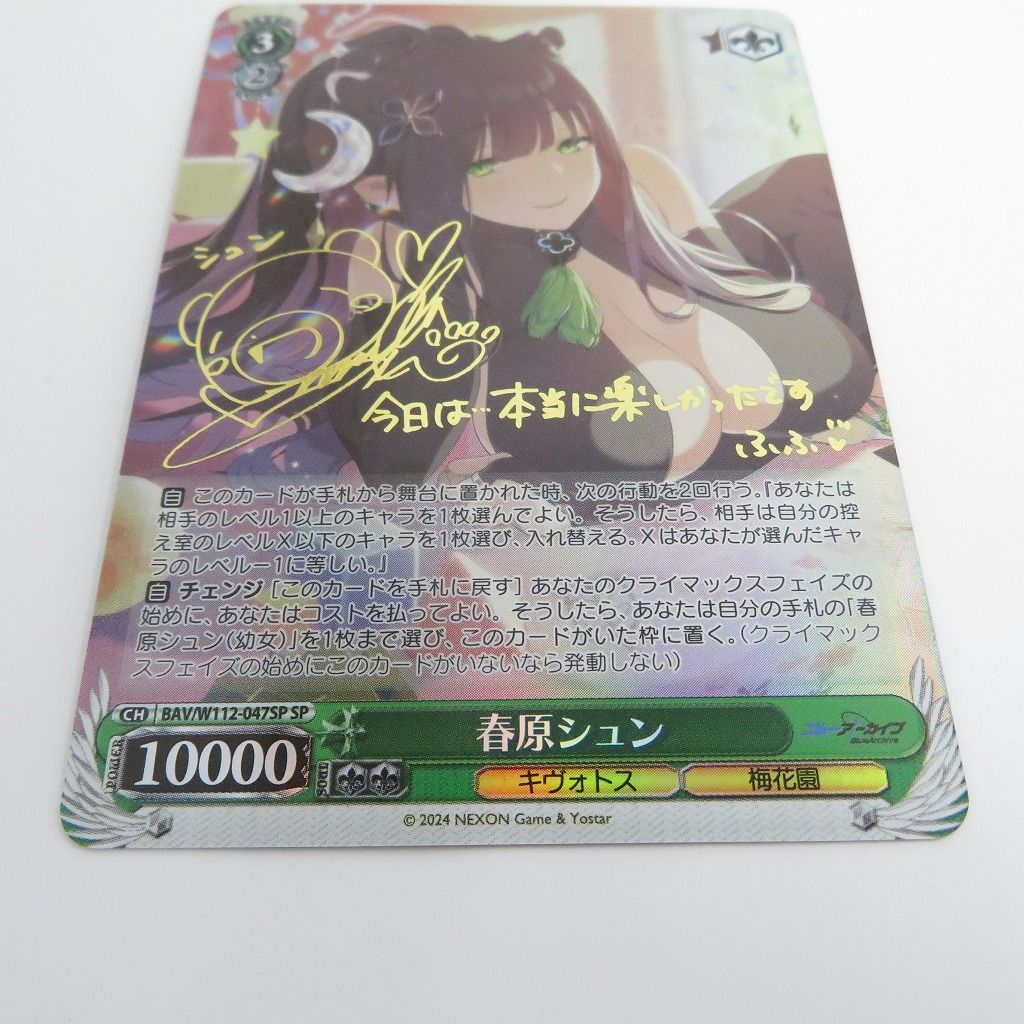 3
2
シュン
今日は…本当に楽しかったです
ふふ♡
自 このカードが手札から舞台に置かれた時、次の行動を2回行う。『あなたは
相手のレベル1以上のキャラを1枚選んでよい。そうしたら、相手は自分の控
え室のレベルX以下のキャラを1枚選び、入れ替える。Xはあなたが選んだキャ
ラのレベルー1に等しい。』
自 チェンジ [このカードを手札に戻す] あなたのクライマックスフェイズの
始めに、あなたはコストを払ってよい。そうしたら、あなたは自分の手札の「春
原シュン(幼女)」を1枚まで選び、このカードがいた枠に置く。(クライマック
スフェイズの始めにこのカードがいないなら発動しない)
CH BAV/W112-047SP SP
春原シュン
ブルーアーカイブ
BlueArchive
POWER
10000
SOUL
キヴォトス
梅花園
© 2024 NEXON Game & Yostar